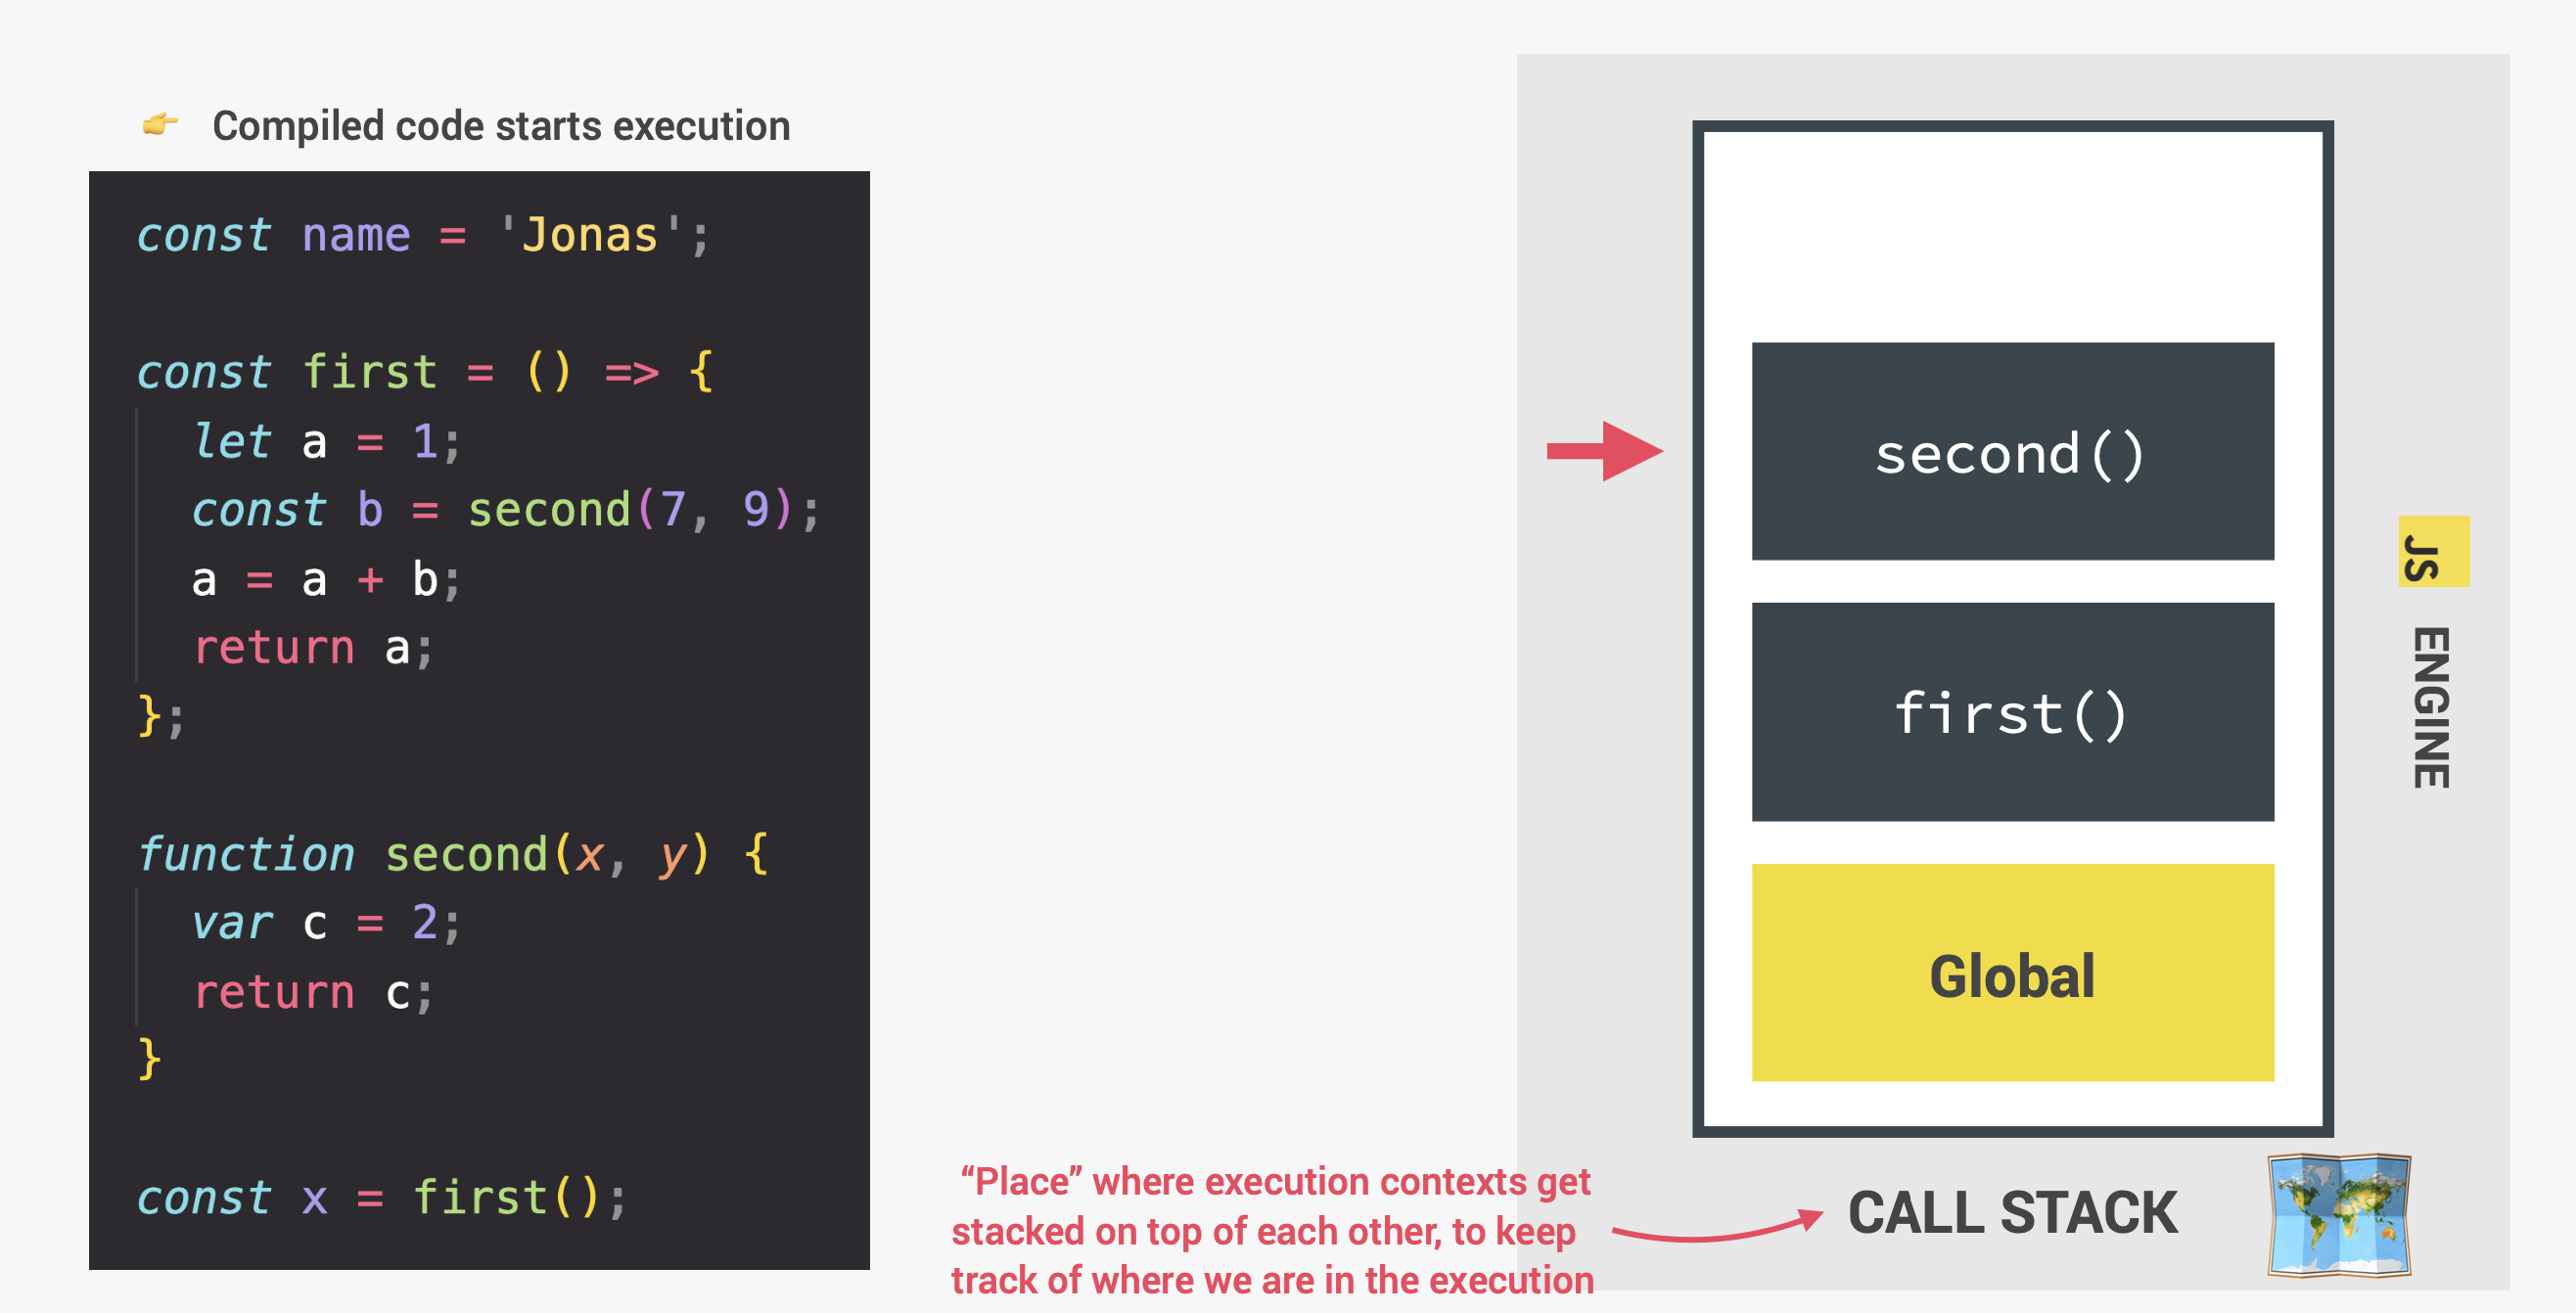 👉 Compiled code starts execution
const name = 'Jonas';
const first = () => {
let a = 1;
const b = second(7, 9);
a = a + b;
return a;
};
function second(x, y) {
var c = 2;
return c;
}
const x = first();
second()
first()
Global
JS ENGINE
“Place” where execution contexts get
stacked on top of each other, to keep
track of where we are in the execution
CALL STACK